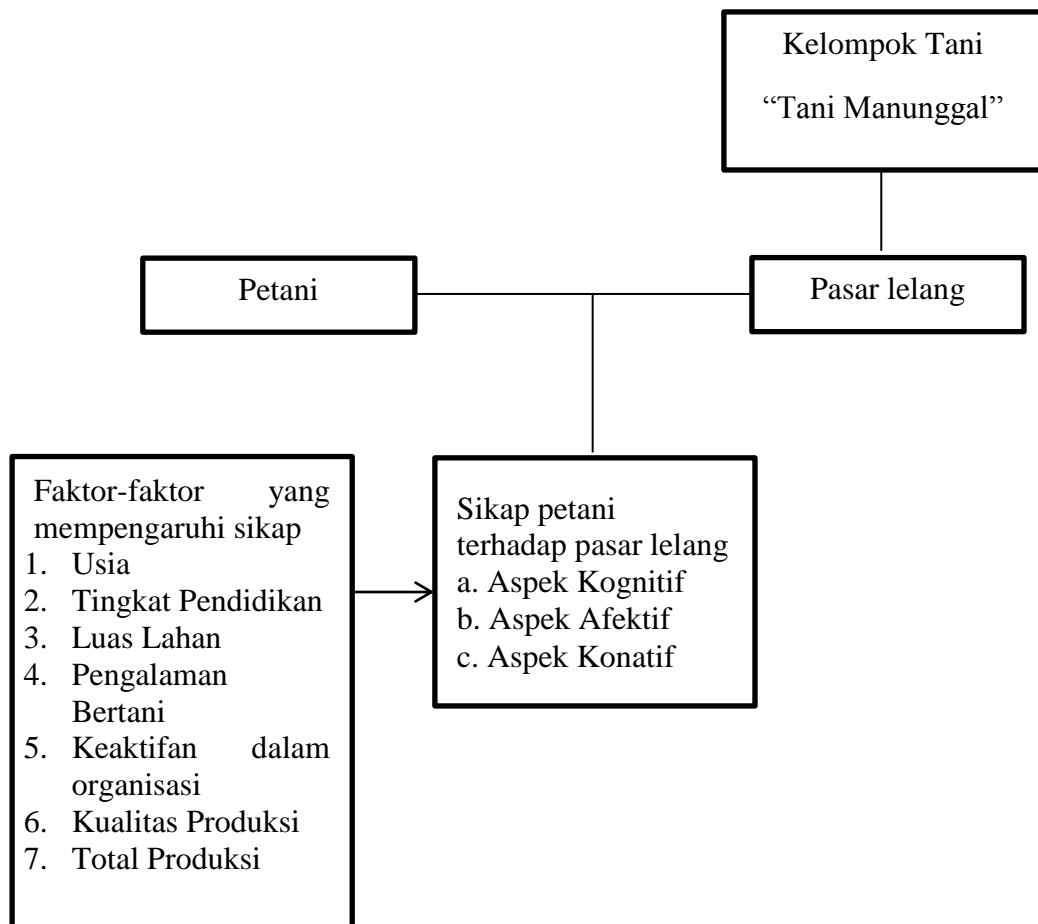 Kelompok Tani
“Tani Manunggal”
Petani
Pasar lelang
Faktor-faktor yang
mempengaruhi sikap
1. Usia
2. Tingkat Pendidikan
3. Luas Lahan
4. Pengalaman
Bertani
5. Keaktifan dalam
organisasi
6. Kualitas Produksi
7. Total Produksi
Sikap petani
terhadap pasar lelang
a. Aspek Kognitif
b. Aspek Afektif
c. Aspek Konatif